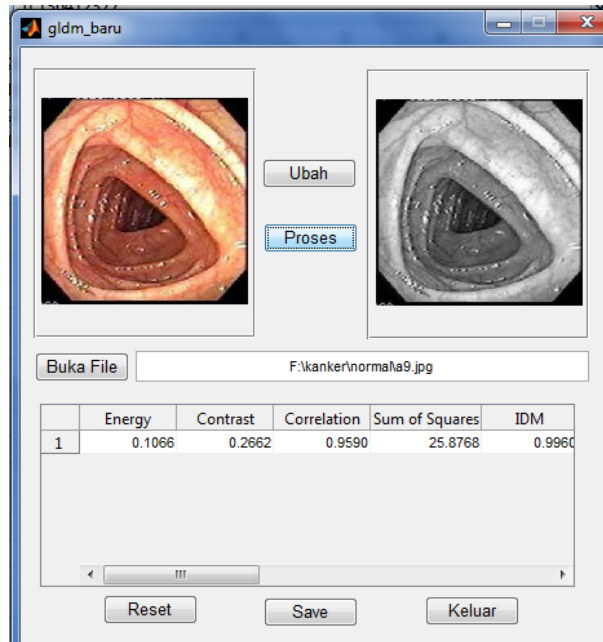 gldm_baru
Ubah
Proses
Buka File
F:\kanker\normal\a9.jpg
Energy Contrast Correlation Sum of Squares IDM
1 0.1066 0.2662 0.9590 25.8768 0.9960
Reset Save Keluar